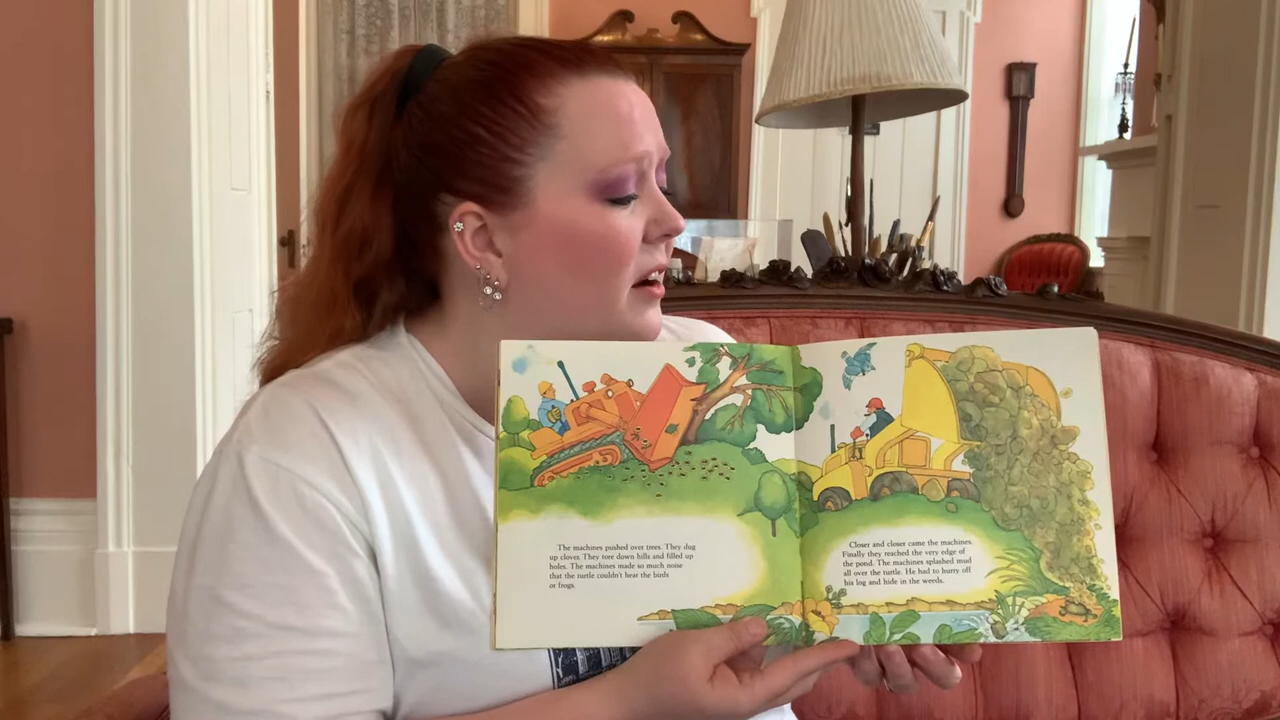 The machines pushed over trees. They dug
up clover. They tore down hills and filled up
holes. The machines made so much noise
that the turtle couldn't hear the birds
or frogs.
Closer and closer came the machines.
Finally they reached the very edge of
the pond. The machines splashed mud
all over the turtle. He had to hurry off
his log and hide in the weeds.